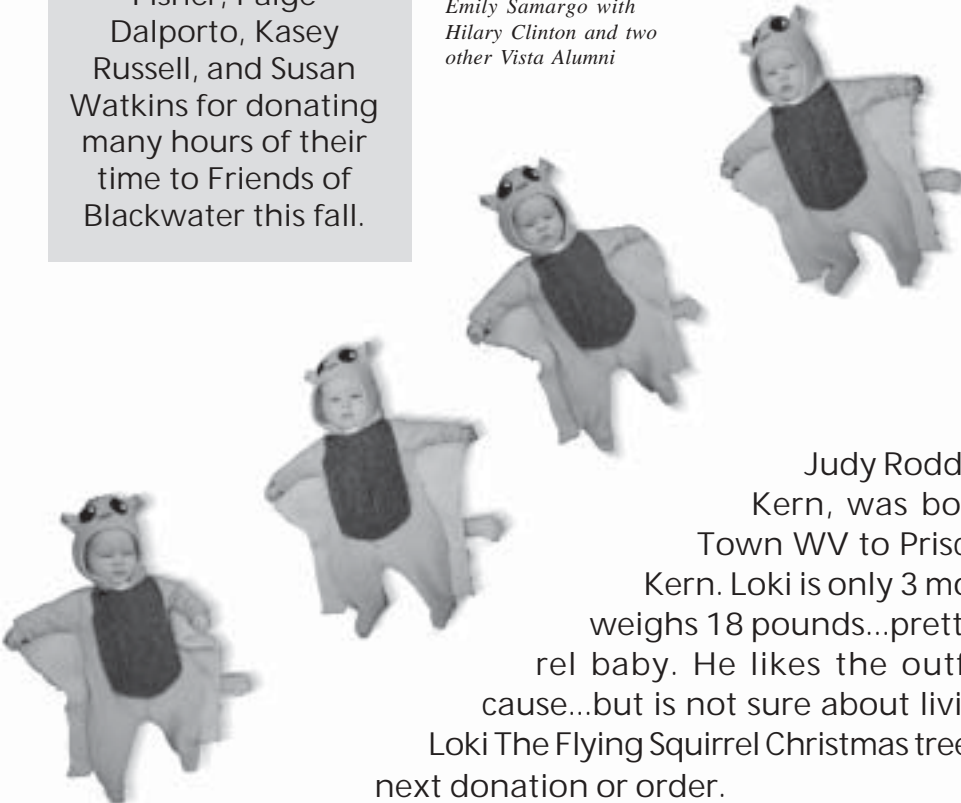 Fisher, Paige
Dalporto, Kasey
Russell, and Susan
Watkins for donating
many hours of their
time to Friends of
Blackwater this fall.
Emily Samargo with
Hilary Clinton and two
other Vista Alumni
Judy Rodd
Kern, was bo
Town WV to Prisc
Kern. Loki is only 3 mo
weighs 18 pounds...prett
rel baby. He likes the outf
cause...but is not sure about livi
Loki The Flying Squirrel Christmas tree
next donation or order.